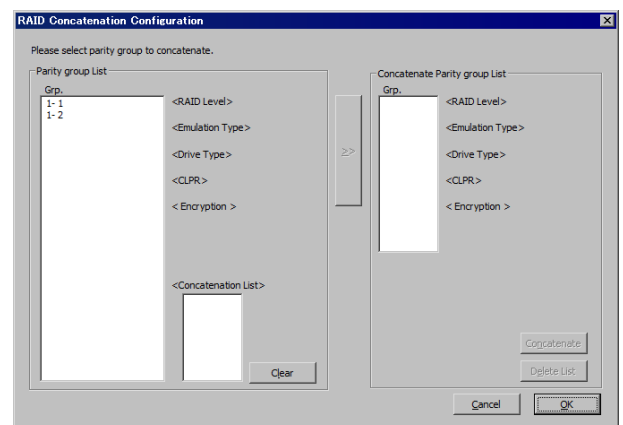 RAID Concatenation Configuration
Please select parity group to concatenate.
Parity group List
Grp.
1- 1
1- 2
<RAID Level>
<Emulation Type>
<Drive Type>
<CLPR>
< Encryption >
<Concatenation List>
Clear
>>
Concatenate Parity group List
Grp.
<RAID Level>
<Emulation Type>
<Drive Type>
<CLPR>
< Encryption >
Concatenate
Delete List
Cancel
OK